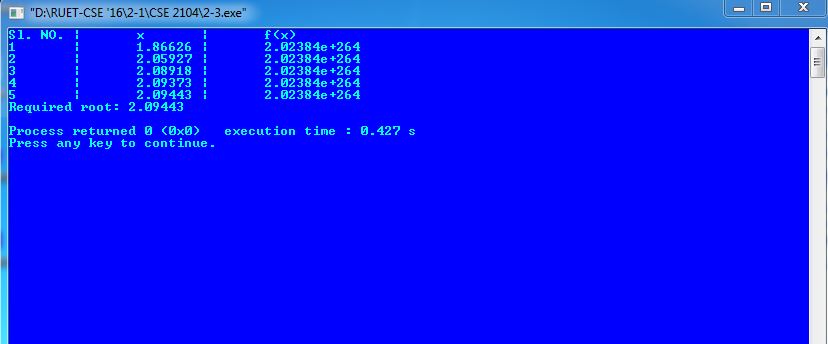 "D:\RUET-CSE '16\2-1\CSE 2104\2-3.exe"
Sl. NO. ¦ x ¦ f(x)
1 ¦ 1.86626 ¦ 2.02384e+264
2 ¦ 2.05927 ¦ 2.02384e+264
3 ¦ 2.08918 ¦ 2.02384e+264
4 ¦ 2.09373 ¦ 2.02384e+264
5 ¦ 2.09443 ¦ 2.02384e+264
Required root: 2.09443
Process returned 0 (0x0) execution time : 0.427 s
Press any key to continue.